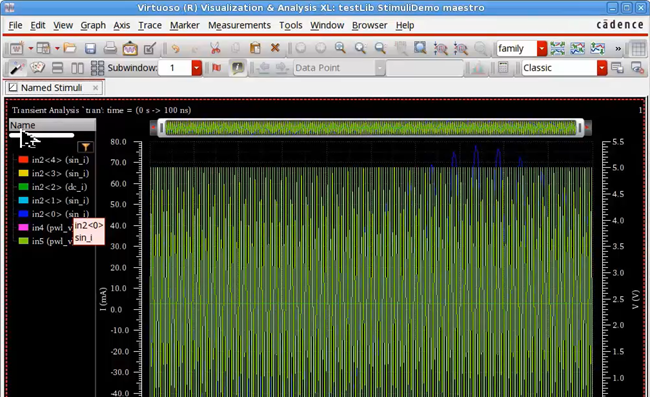 Virtuoso (R) Visualization & Analysis XL: testLib StimuliDemo maestro
File Edit View Graph Axis Trace Marker Measurements Tools Window Browser Help cādence
family
Subwindow: 1 Data Point Classic
Named Stimuli
Transient Analysis `tran': time = (0 s -> 100 ns) 1
Name
in2<4> (sin_i)
in2<3> (sin_i)
in2<2> (dc_i)
in2<1> (sin_i)
in2<0> (sin_i)
in4 (pwl_v
in5 (pwl_
in2<0>
sin_i
80.0
70.0
60.0
50.0
40.0
30.0
20.0
10.0
0.0
-10.0
-20.0
-30.0
-40.0
I (mA)
5.5
5.0
4.5
4.0
3.5
3.0
2.5
2.0
1.5
1.0
V (V)